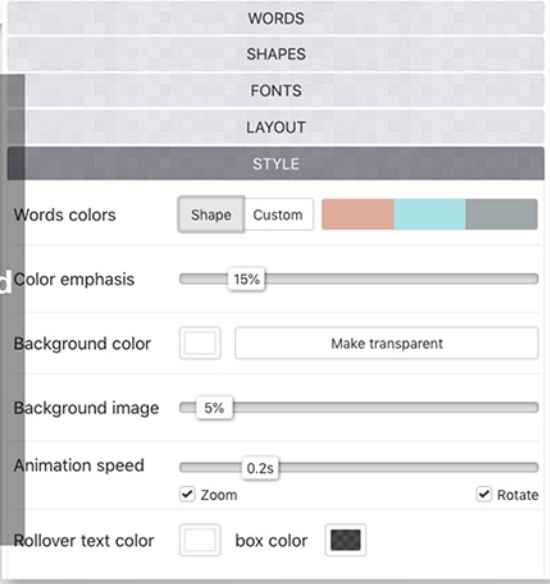 WORDS
SHAPES
FONTS
LAYOUT
STYLE
Words colors Shape Custom
d
Color emphasis 15%
Background color Make transparent
Background image 5%
Animation speed 0.2s
Zoom Rotate
Rollover text color box color